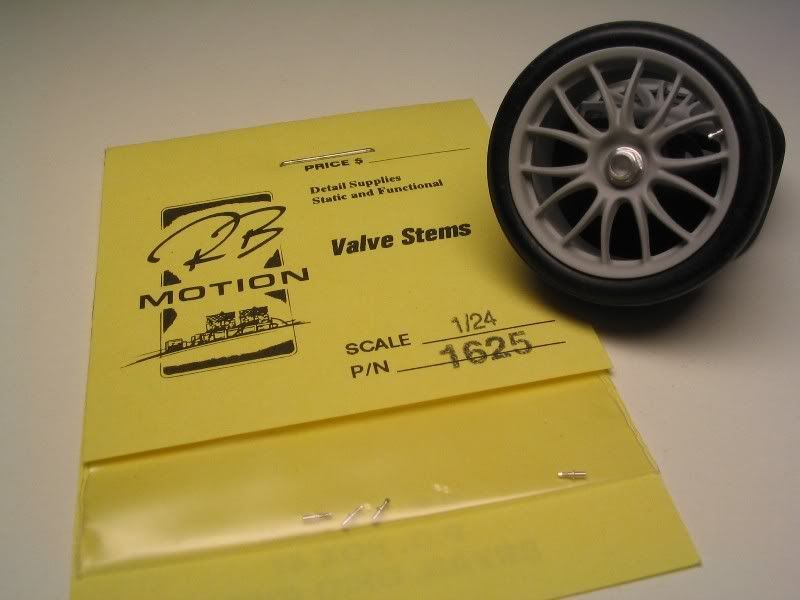 PRICE $
Detail Supplies
Static and Functional
RB
MOTION
Valve Stems
SCALE 1/24
P/N 1625